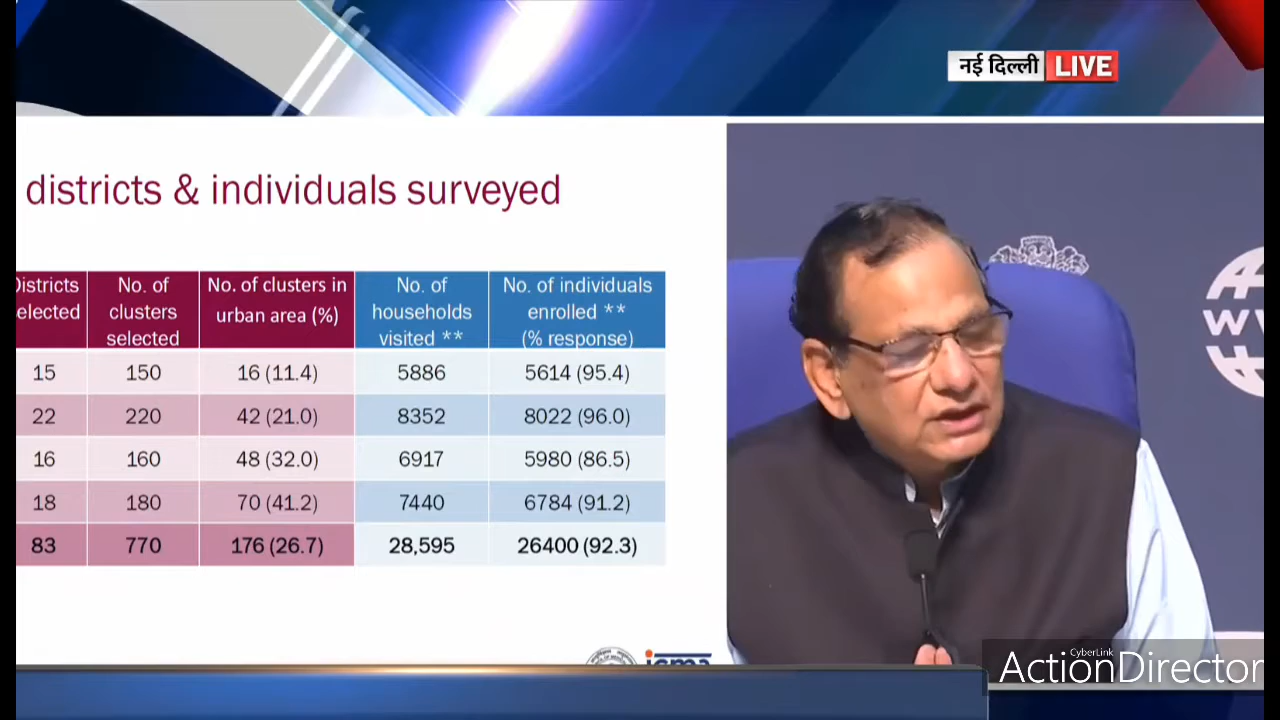 नई दिल्ली LIVE
districts & individuals surveyed
Districts
elected
No. of
clusters
selected
No. of clusters in
urban area (%)
No. of
households
visited **
No. of individuals
enrolled **
(% response)
15 150 16 (11.4) 5886 5614 (95.4)
22 220 42 (21.0) 8352 8022 (96.0)
16 160 48 (32.0) 6917 5980 (86.5)
18 180 70 (41.2) 7440 6784 (91.2)
83 770 176 (26.7) 28,595 26400 (92.3)
CyberLink
ActionDirector